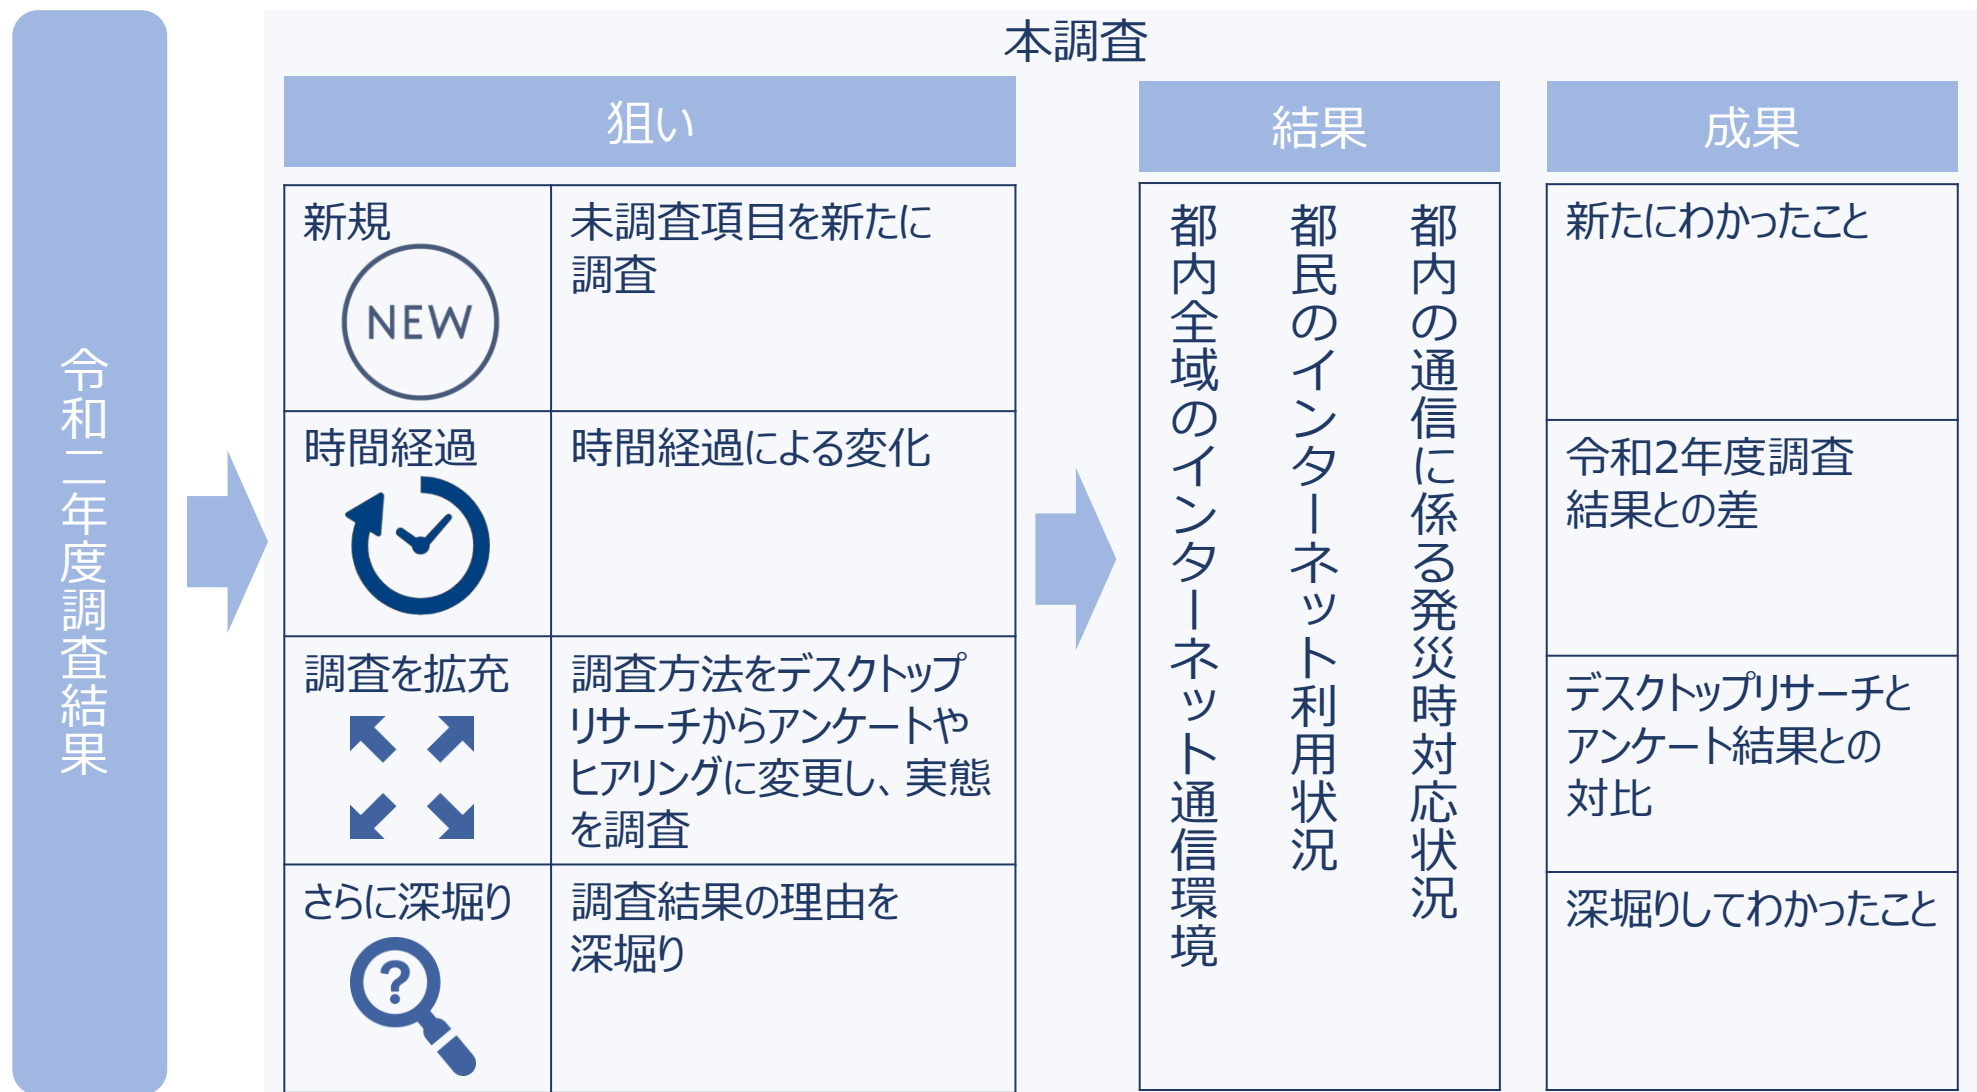 令和二年度調査結果
本調査
狙い
新規
NEW
未調査項目を新たに
調査
時間経過
時間経過による変化
調査を拡充
調査方法をデスクトップ
リサーチからアンケートや
ヒアリングに変更し、実態
を調査
さらに深堀り
?
調査結果の理由を
深堀り
結果
都内の通信に係る発災時対応状況
都民のインターネット利用状況
都内全域のインターネット通信環境
成果
新たにわかったこと
令和2年度調査
結果との差
デスクトップリサーチと
アンケート結果との
対比
深堀りしてわかったこと